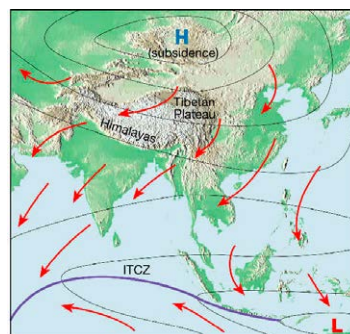 H
(subsidence)
Tibetan
Plateau
Himalayas
ITCZ
L